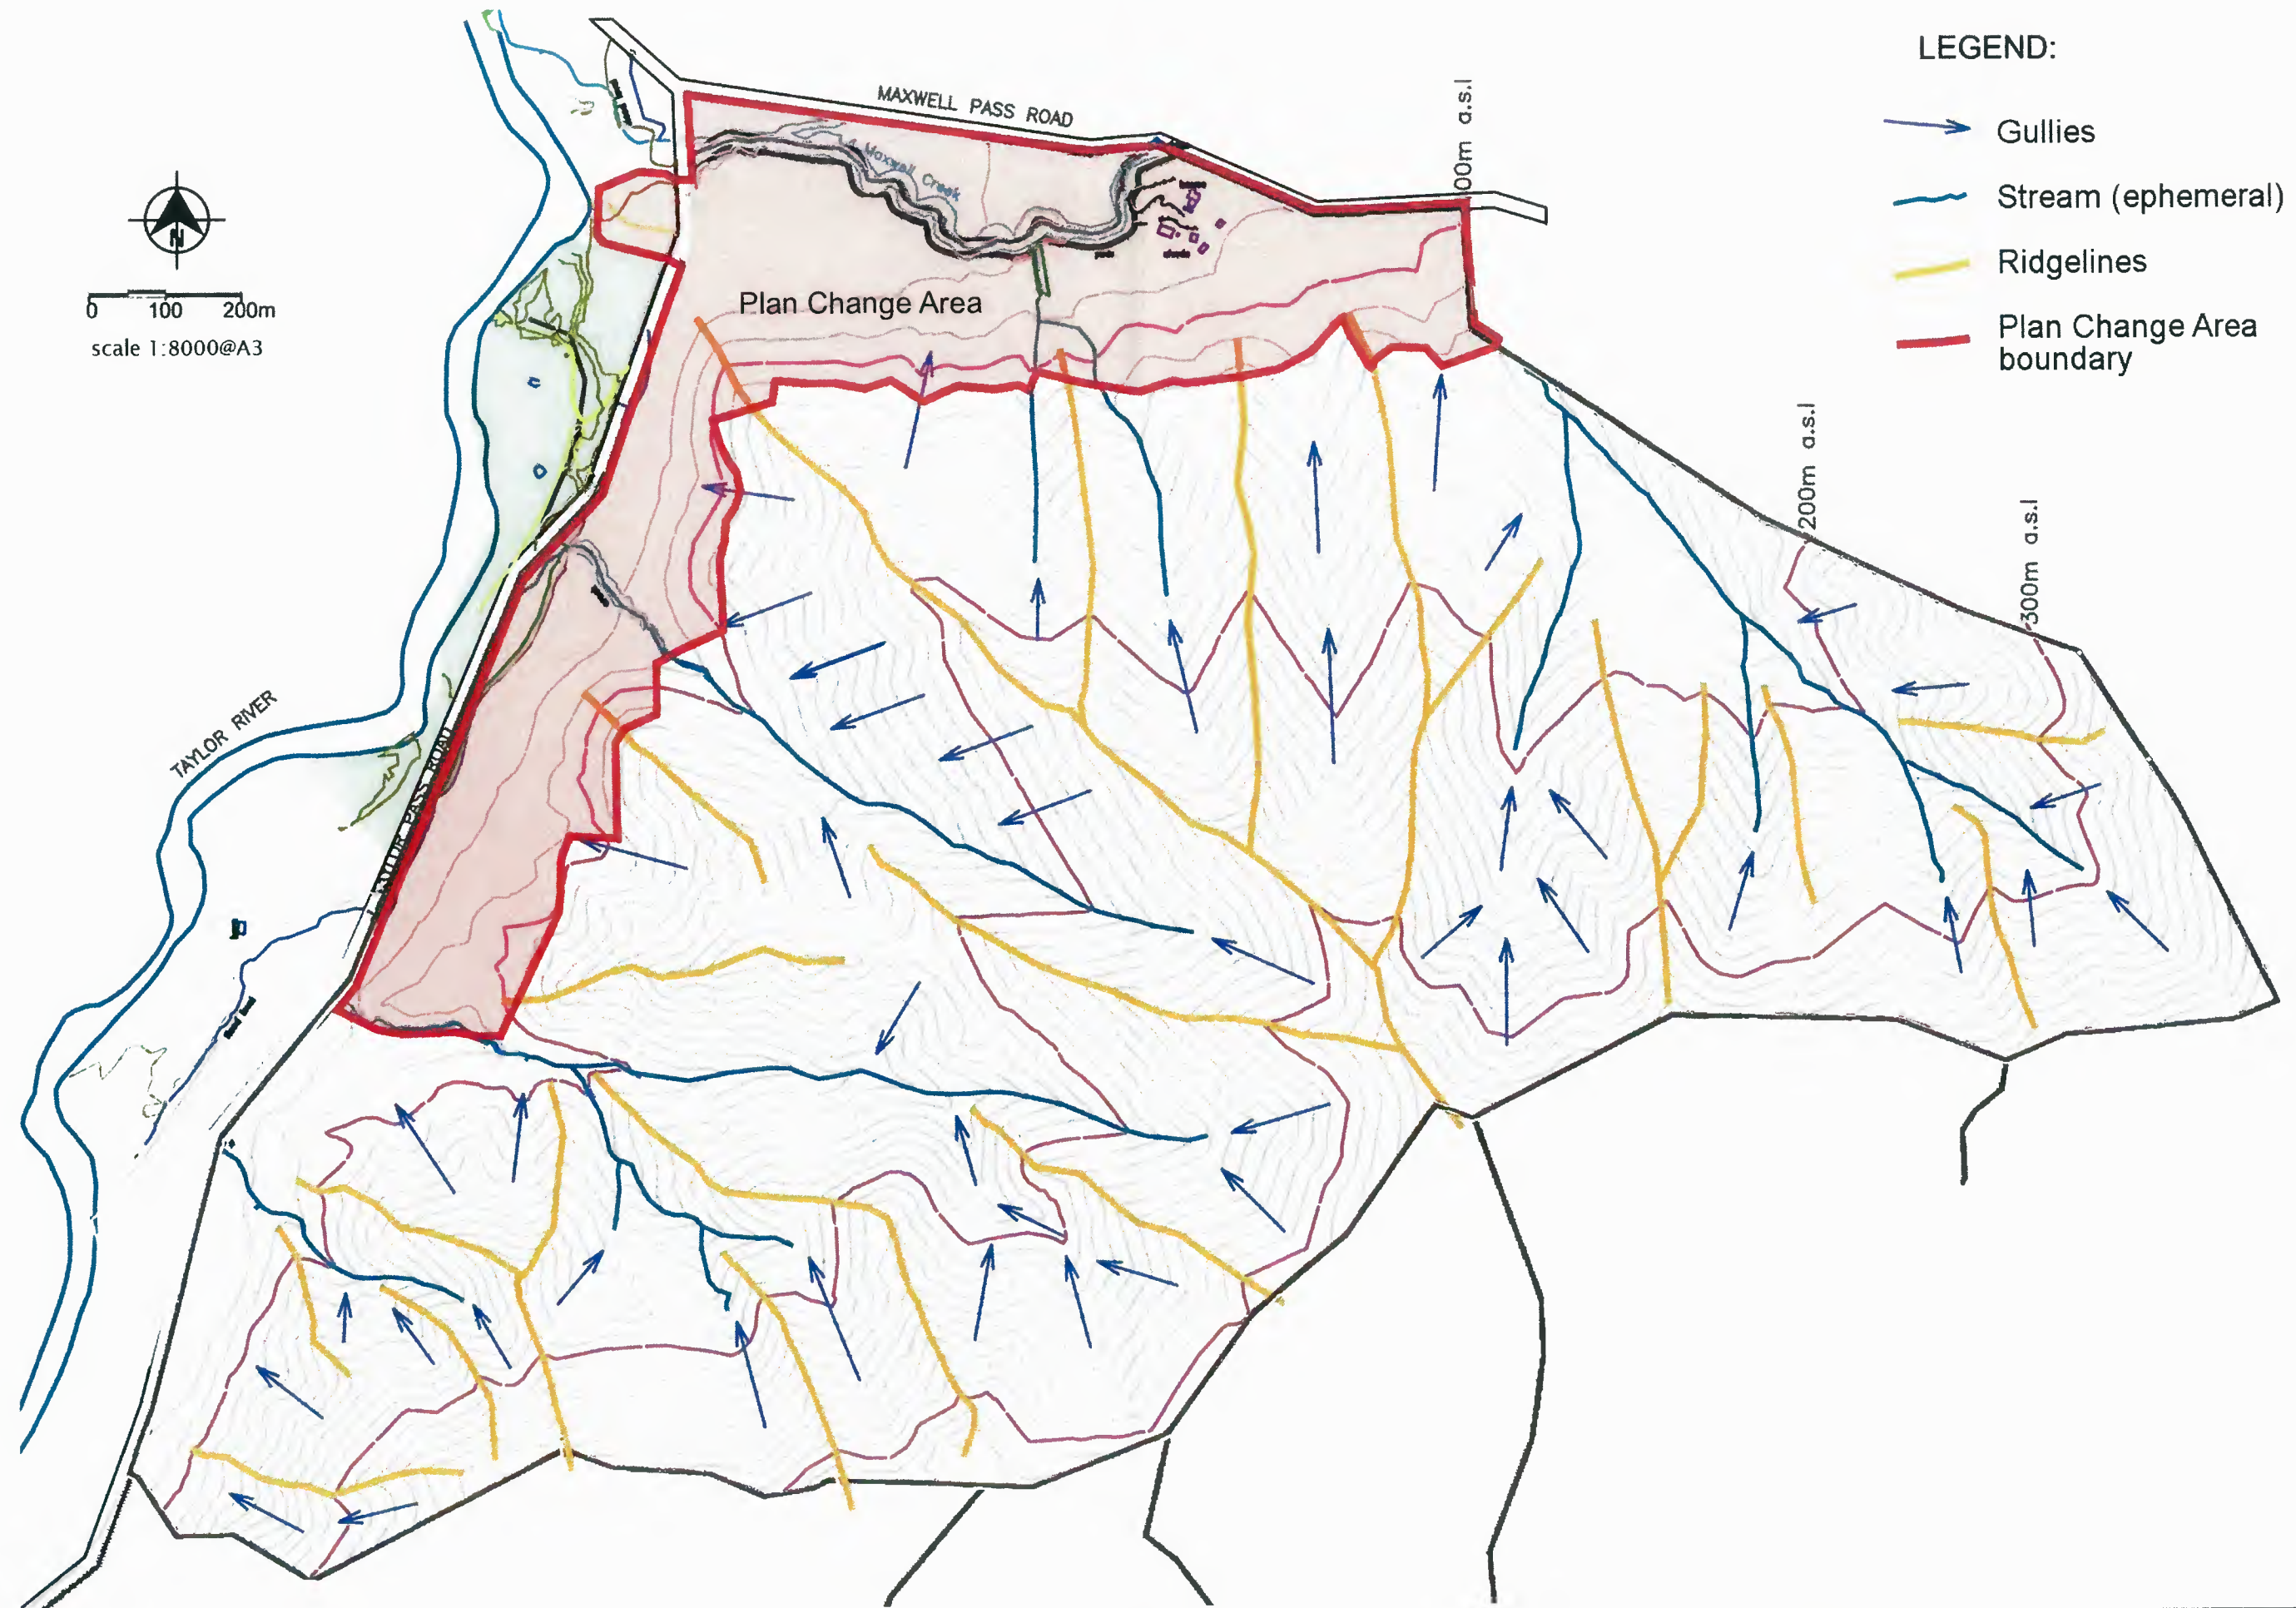 LEGEND:
Gullies
Stream (ephemeral)
Ridgelines
Plan Change Area
boundary
MAXWELL PASS ROAD
Maxwell Creek
00m a.s.l
200m a.s.l
300m a.s.l
N
0 100 200m
scale 1:8000@A3
Plan Change Area
TAYLOR RIVER
TAYLOR PASS ROAD